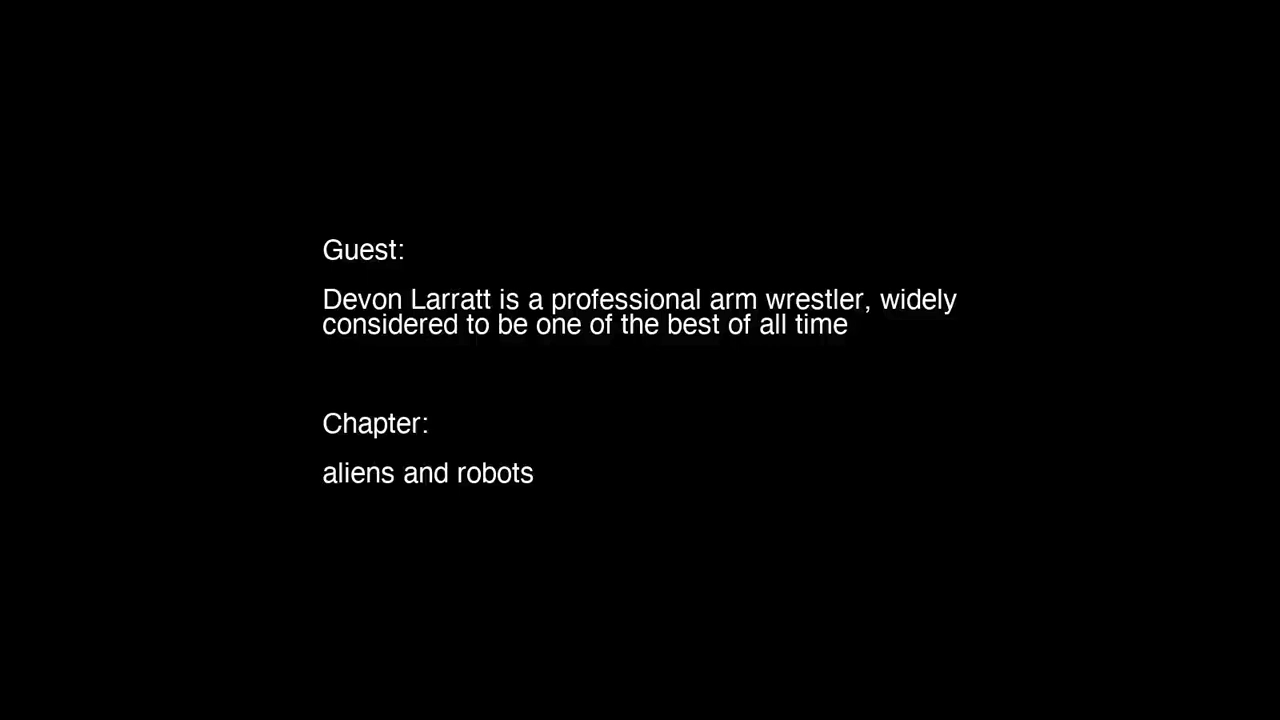 Guest:
Devon Larratt is a professional arm wrestler, widely
considered to be one of the best of all time
Chapter:
aliens and robots